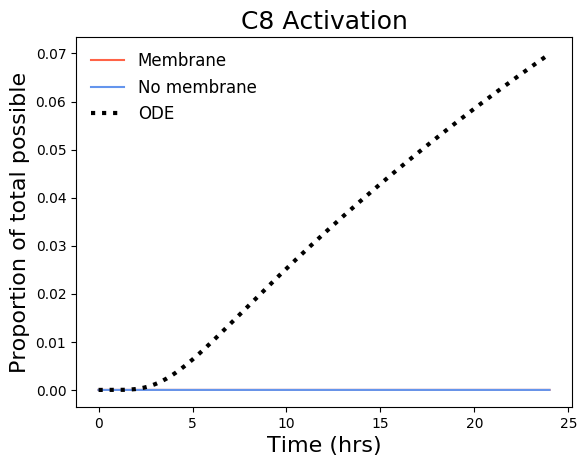 C8 Activation
Proportion of total possible
0.07
0.06
0.05
0.04
0.03
0.02
0.01
0.00
Membrane
No membrane
ODE
0 5 10 15 20 25
Time (hrs)